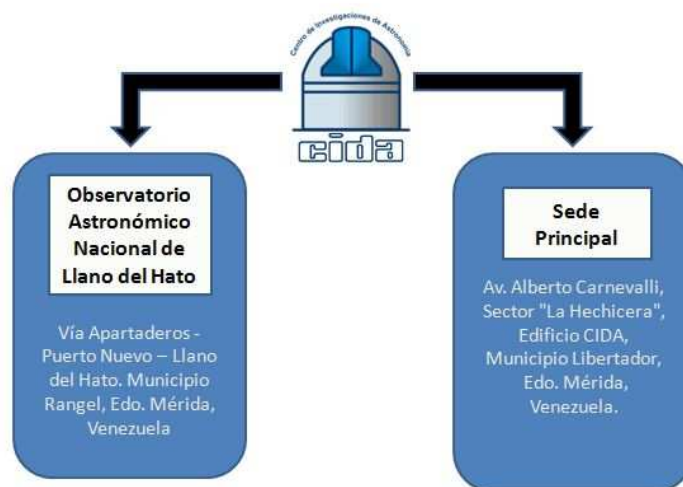 Centro de Investigaciones de Astronomía
cida
Observatorio
Astronómico
Nacional de
Llano del Hato
Vía Apartaderos -
Puerto Nuevo – Llano
del Hato. Municipio
Rangel, Edo. Mérida,
Venezuela
Sede
Principal
Av. Alberto Carnevalli,
Sector "La Hechicera",
Edificio CIDA,
Municipio Libertador,
Edo. Mérida,
Venezuela.